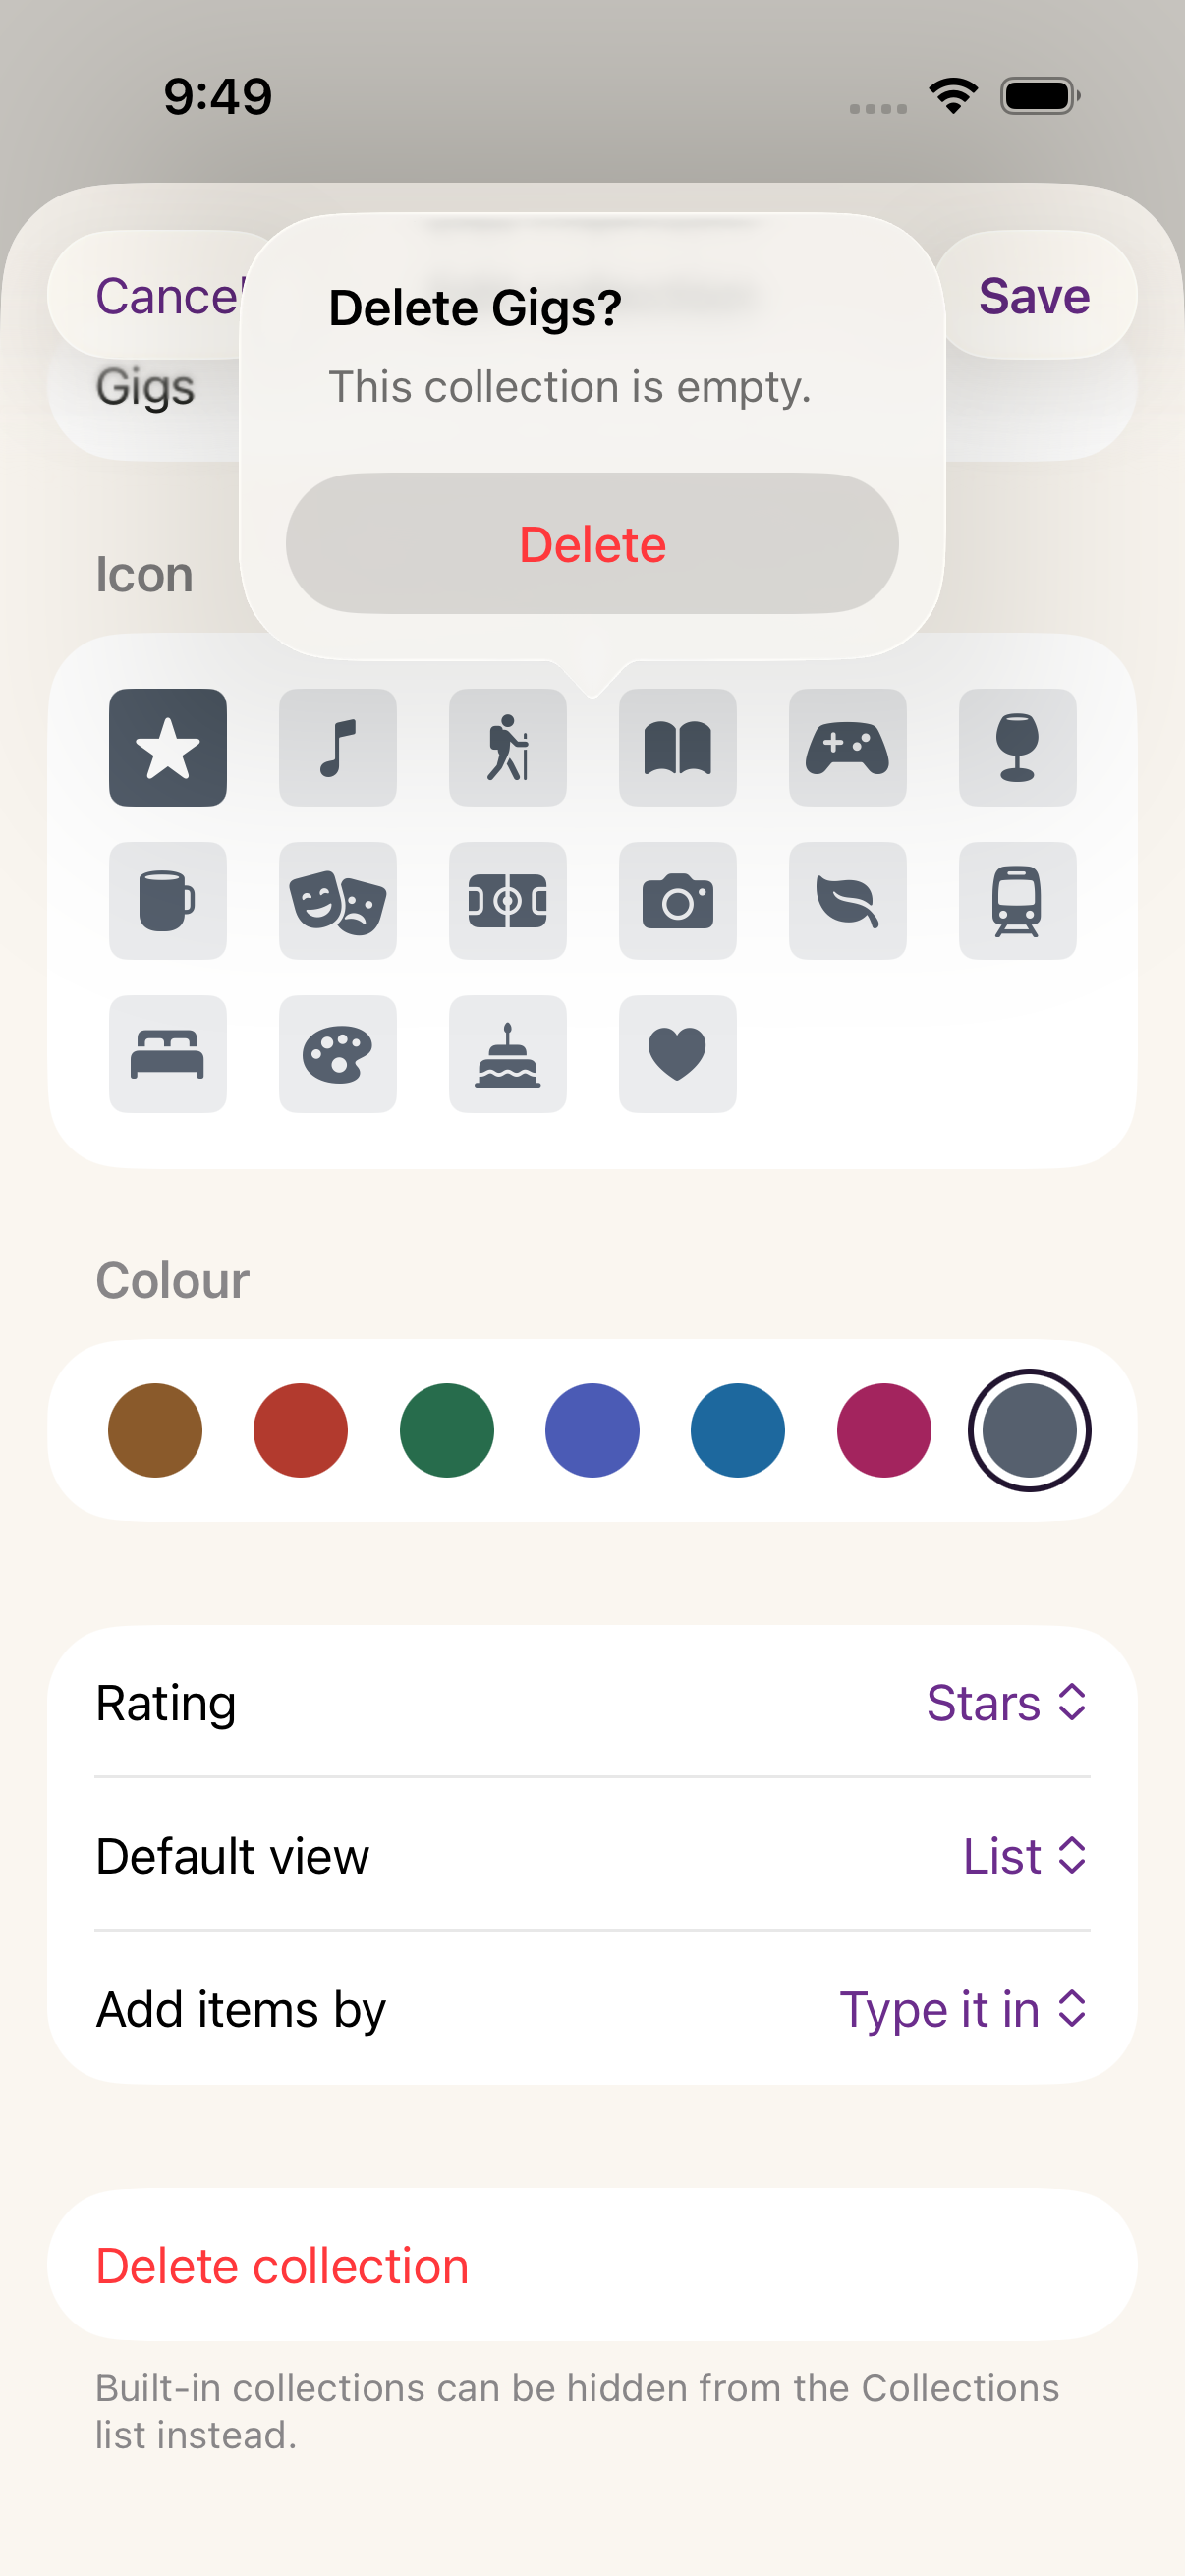 9:49
Cancel
Save
Delete Gigs?
This collection is empty.
Delete
Gigs
Icon
Colour
Rating
Stars
Default view
List
Add items by
Type it in
Delete collection
Built-in collections can be hidden from the Collections
list instead.